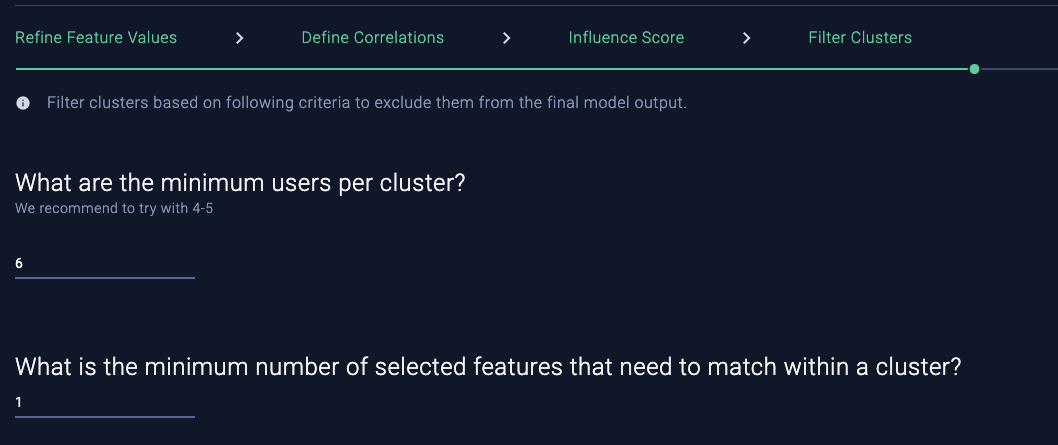 Refine Feature Values > Define Correlations > Influence Score > Filter Clusters
Filter clusters based on following criteria to exclude them from the final model output.
What are the minimum users per cluster?
We recommend to try with 4-5
6
What is the minimum number of selected features that need to match within a cluster?
1